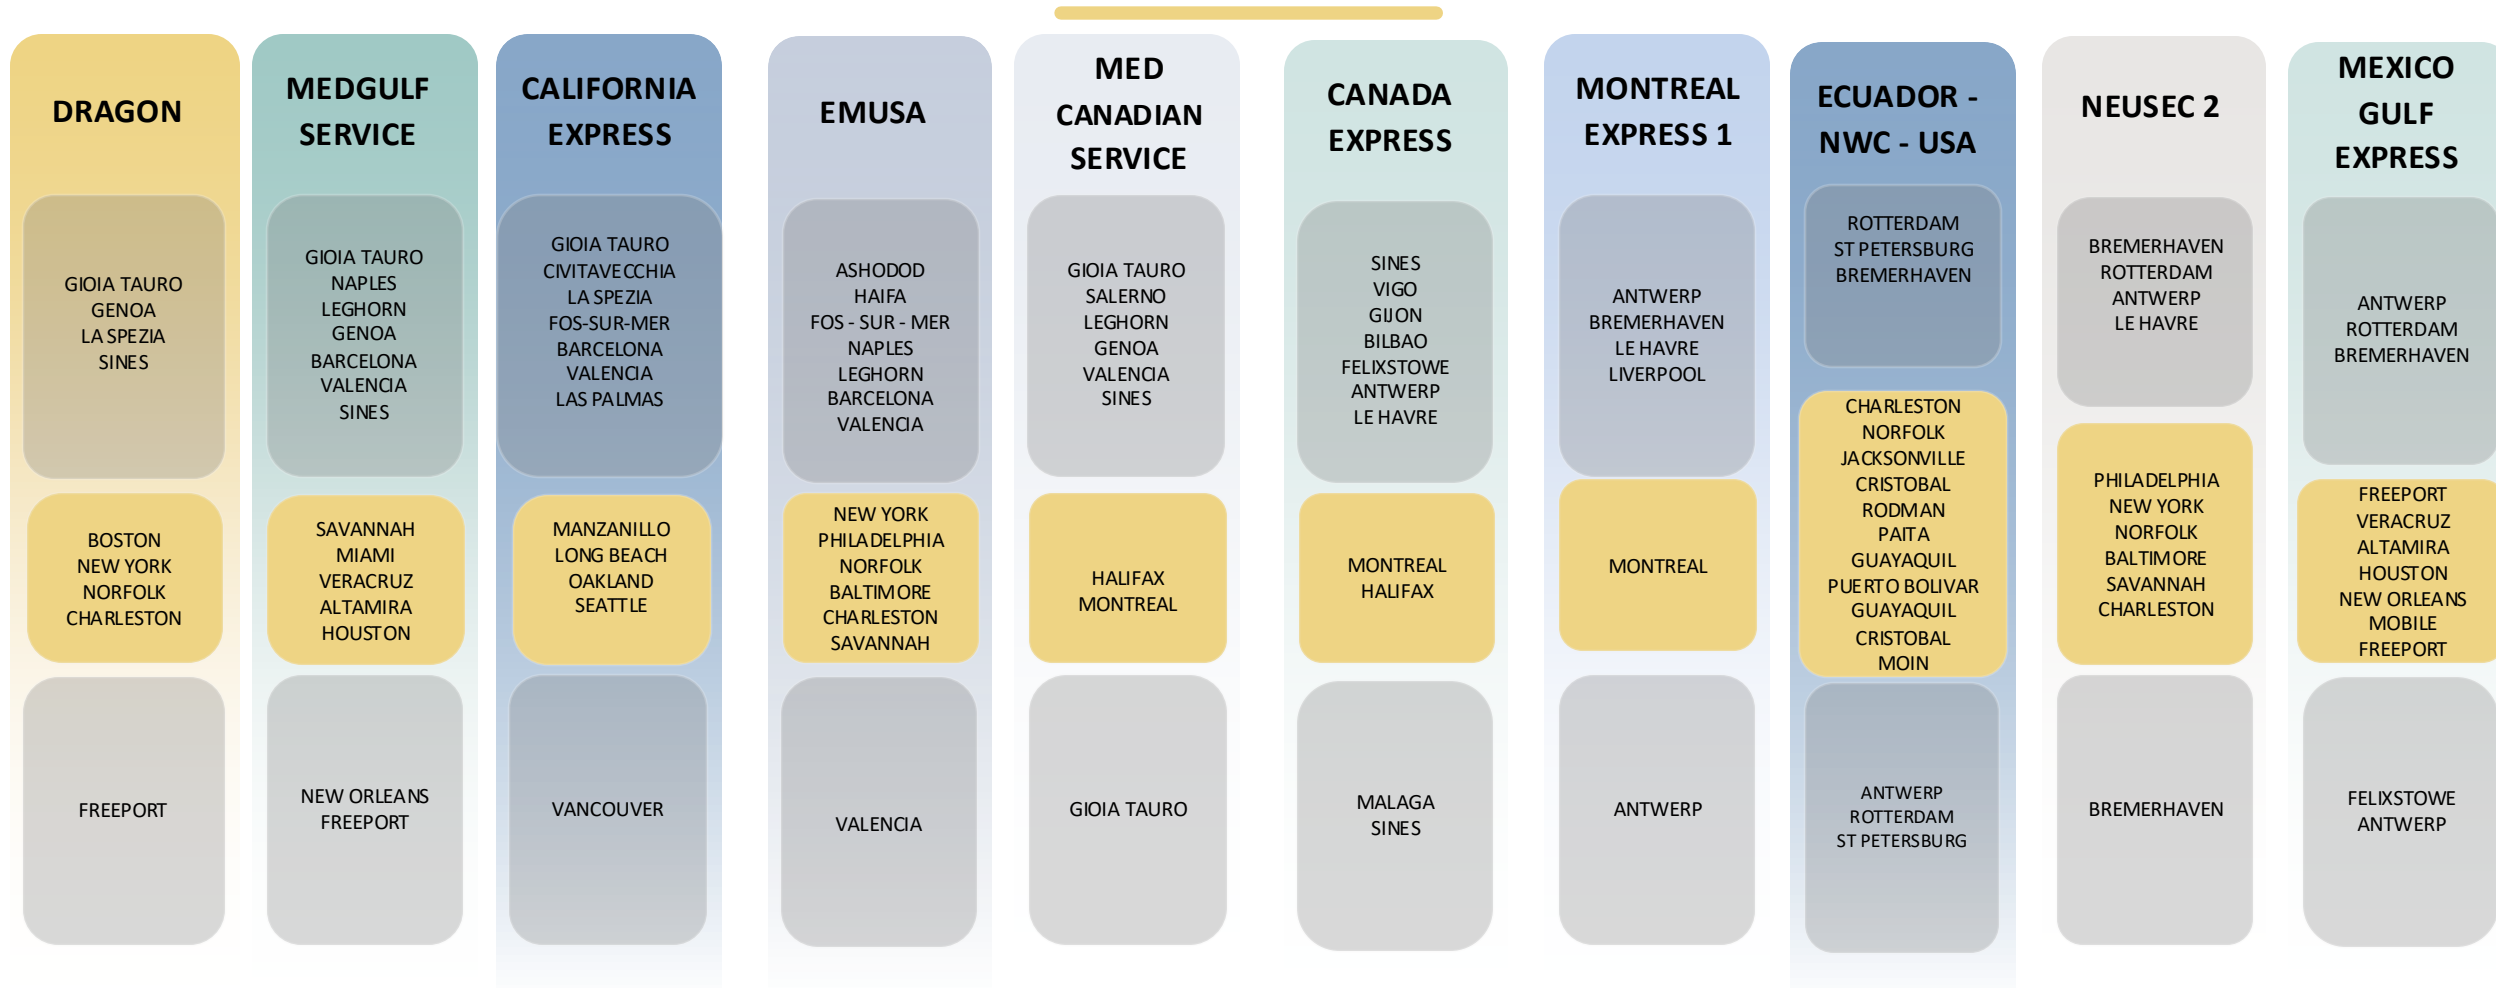 DRAGON
GIOIA TAURO
GENOA
LA SPEZIA
SINES
BOSTON
NEW YORK
NORFOLK
CHARLESTON
FREEPORT
MEDGULF
SERVICE
GIOIA TAURO
NAPLES
LEGHORN
GENOA
BARCELONA
VALENCIA
SINES
SAVANNAH
MIAMI
VERACRUZ
ALTAMIRA
HOUSTON
NEW ORLEANS
FREEPORT
CALIFORNIA
EXPRESS
GIOIA TAURO
CIVITAVECCHIA
LA SPEZIA
FOS-SUR-MER
BARCELONA
VALENCIA
LAS PALMAS
MANZANILLO
LONG BEACH
OAKLAND
SEATTLE
VANCOUVER
EMUSA
ASHODOD
HAIFA
FOS - SUR - MER
NAPLES
LEGHORN
BARCELONA
VALENCIA
NEW YORK
PHILADELPHIA
NORFOLK
BALTIMORE
CHARLESTON
SAVANNAH
VALENCIA
MED
CANADIAN
SERVICE
GIOIA TAURO
SALERNO
LEGHORN
GENOA
VALENCIA
SINES
HALIFAX
MONTREAL
GIOIA TAURO
CANADA
EXPRESS
SINES
VIGO
GIJON
BILBAO
FELIXSTOWE
ANTWERP
LE HAVRE
MONTREAL
HALIFAX
MALAGA
SINES
MONTREAL
EXPRESS 1
ANTWERP
BREMERHAVEN
LE HAVRE
LIVERPOOL
MONTREAL
ANTWERP
ECUADOR -
NWC - USA
ROTTERDAM
ST PETERSBURG
BREMERHAVEN
CHARLESTON
NORFOLK
JACKSONVILLE
CRISTOBAL
RODMAN
PAITA
GUAYAQUIL
PUERTO BOLIVAR
GUAYAQUIL
CRISTOBAL
MOIN
ANTWERP
ROTTERDAM
ST PETERSBURG
NEUSEC 2
BREMERHAVEN
ROTTERDAM
ANTWERP
LE HAVRE
PHILADELPHIA
NEW YORK
NORFOLK
BALTIMORE
SAVANNAH
CHARLESTON
BREMERHAVEN
MEXICO
GULF
EXPRESS
ANTWERP
ROTTERDAM
BREMERHAVEN
FREEPORT
VERACRUZ
ALTAMIRA
HOUSTON
NEW ORLEANS
MOBILE
FREEPORT
FELIXSTOWE
ANTWERP